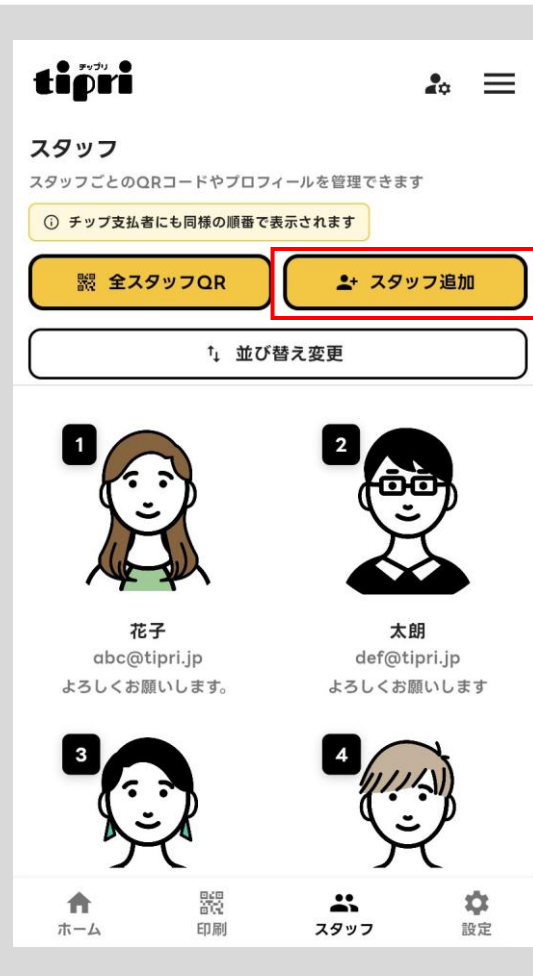 チップリ
tipri
スタッフ
スタッフごとのQRコードやプロフィールを管理できます
チップ支払者にも同様の順番で表示されます
全スタッフQR
スタッフ追加
並び替え変更
1
2
花子
太朗
abc@tipri.jp
def@tipri.jp
よろしくお願いします。
よろしくお願いします
3
4
ホーム
印刷
スタッフ
設定